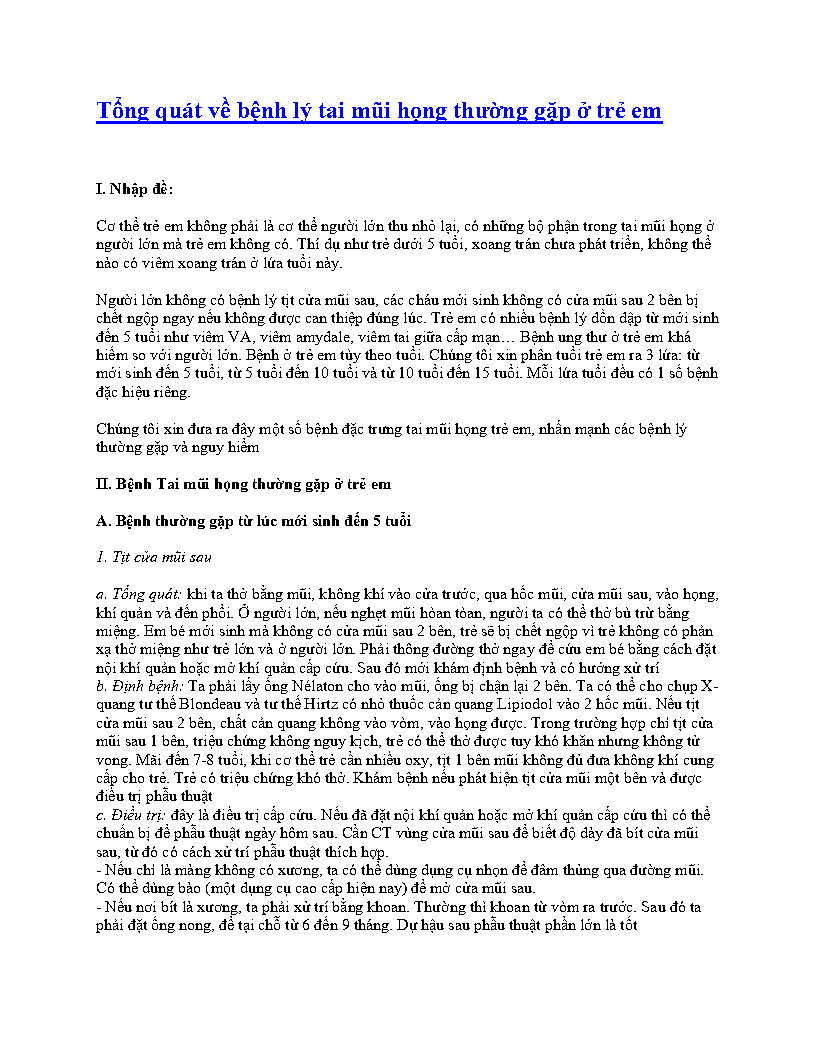 Tổng quát về bệnh lý tai mũi họng thường gặp ở trẻ em
I. Nhập đề:
Cơ thể trẻ em không phải là cơ thể người lớn thu nhỏ lại, có những bộ phận trong tai mũi họng ở
người lớn mà trẻ em không có. Thí dụ như trẻ dưới 5 tuổi, xoang trán chưa phát triển, không thể
nào có viêm xoang trán ở lứa tuổi này.
Người lớn không có bệnh lý tịt cửa mũi sau, các cháu mới sinh không có cửa mũi sau 2 bên bị
chết ngộp ngay nếu không được can thiệp đúng lúc. Trẻ em có nhiều bệnh lý dồn dập từ mới sinh
đến 5 tuổi như viêm VA, viêm amydale, viêm tai giữa cấp mạn… Bệnh ung thư ở trẻ em khá
hiếm so với người lớn. Bệnh ở trẻ em tùy theo tuổi. Chúng tôi xin phân tuổi trẻ em ra 3 lứa: từ
mới sinh đến 5 tuổi, từ 5 tuổi đến 10 tuổi và từ 10 tuổi đến 15 tuổi. Mỗi lứa tuổi đều có 1 số bệnh
đặc hiệu riêng.
Chúng tôi xin đưa ra đây một số bệnh đặc trưng tai mũi họng trẻ em, nhấn mạnh các bệnh lý
thường gặp và nguy hiểm
II. Bệnh Tai mũi họng thường gặp ở trẻ em
A. Bệnh thường gặp từ lúc mới sinh đến 5 tuổi
1. Tịt cửa mũi sau
a. Tổng quát: khi ta thở bằng mũi, không khí vào cửa trước, qua hốc mũi, cửa mũi sau, vào họng,
khí quản và đến phổi. Ở người lớn, nếu nghẹt mũi hòan tòan, người ta có thể thở bù trừ bằng
miệng. Em bé mới sinh mà không có cửa mũi sau 2 bên, trẻ sẽ bị chết ngộp vì trẻ không có phản
xạ thở miệng như trẻ lớn và ở người lớn. Phải thông đường thở ngay để cứu em bé bằng cách đặt
nội khí quản hoặc mở khí quản cấp cứu. Sau đó mới khám định bệnh và có hướng xử trí
b. Định bệnh: Ta phải lấy ống Nélaton cho vào mũi, ống bị chận lại 2 bên. Ta có thể cho chụp X-
quang tư thế Blondeau và tư thế Hirtz có nhỏ thuốc cản quang Lipiodol vào 2 hốc mũi. Nếu tịt
cửa mũi sau 2 bên, chất cản quang không vào vòm, vào họng được. Trong trường hợp chỉ tịt cửa
mũi sau 1 bên, triệu chứng không nguy kịch, trẻ có thể thở được tuy khó khăn nhưng không tử
vong. Mãi đến 7-8 tuổi, khi cơ thể trẻ cần nhiều oxy, tịt 1 bên mũi không đủ đưa không khí cung
cấp cho trẻ. Trẻ có triệu chứng khó thở. Khám bệnh nếu phát hiện tịt cửa mũi một bên và được
điều trị phẫu thuật
c. Điều trị: đây là điều trị cấp cứu. Nếu đã đặt nội khí quản hoặc mở khí quản cấp cứu thì có thể
chuẩn bị để phẫu thuật ngày hôm sau. Cần CT vùng cửa mũi sau để biết độ dày đã bít cửa mũi
sau, từ đó có cách xử trí phẫu thuật thích hợp.
- Nếu chỉ là màng không có xương, ta có thể dùng dụng cụ nhọn để đâm thủng qua đường mũi.
Có thể dùng bào (một dụng cụ cao cấp hiện nay) để mở cửa mũi sau.
- Nếu nơi bít là xương, ta phải xử trí bằng khoan. Thường thì khoan từ vòm ra trước. Sau đó ta
phải đặt ống nong, để tại chỗ từ 6 đến 9 tháng. Dự hậu sau phẫu thuật phần lớn là tốt